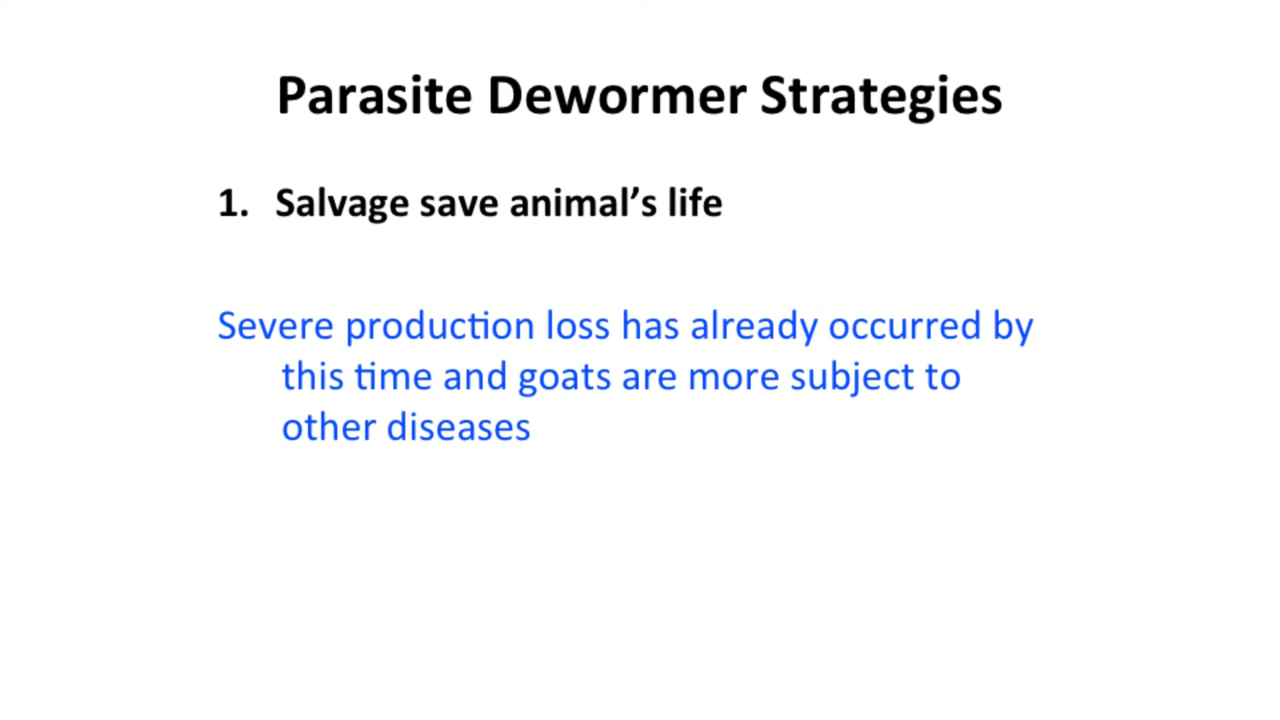 Parasite Dewormer Strategies
1. Salvage save animal’s life
Severe production loss has already occurred by
this time and goats are more subject to
other diseases